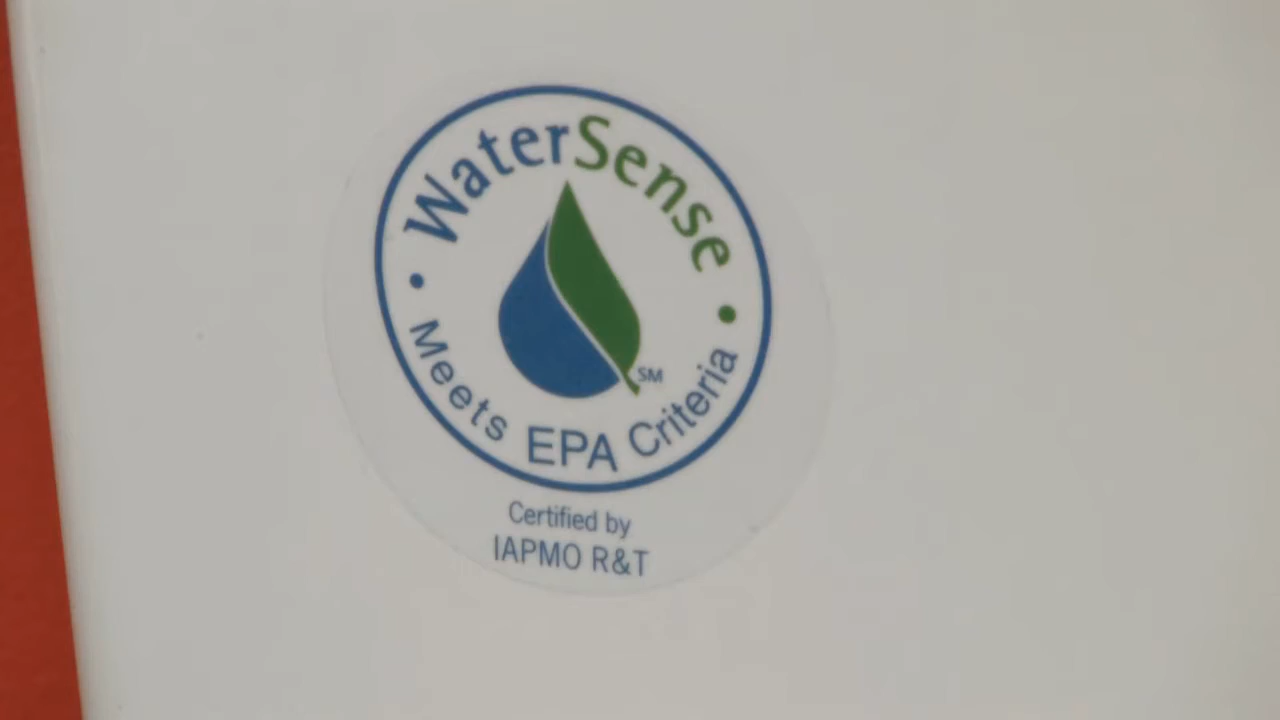 WaterSense
SM
• Meets EPA Criteria •
Certified by
IAPMO R&T